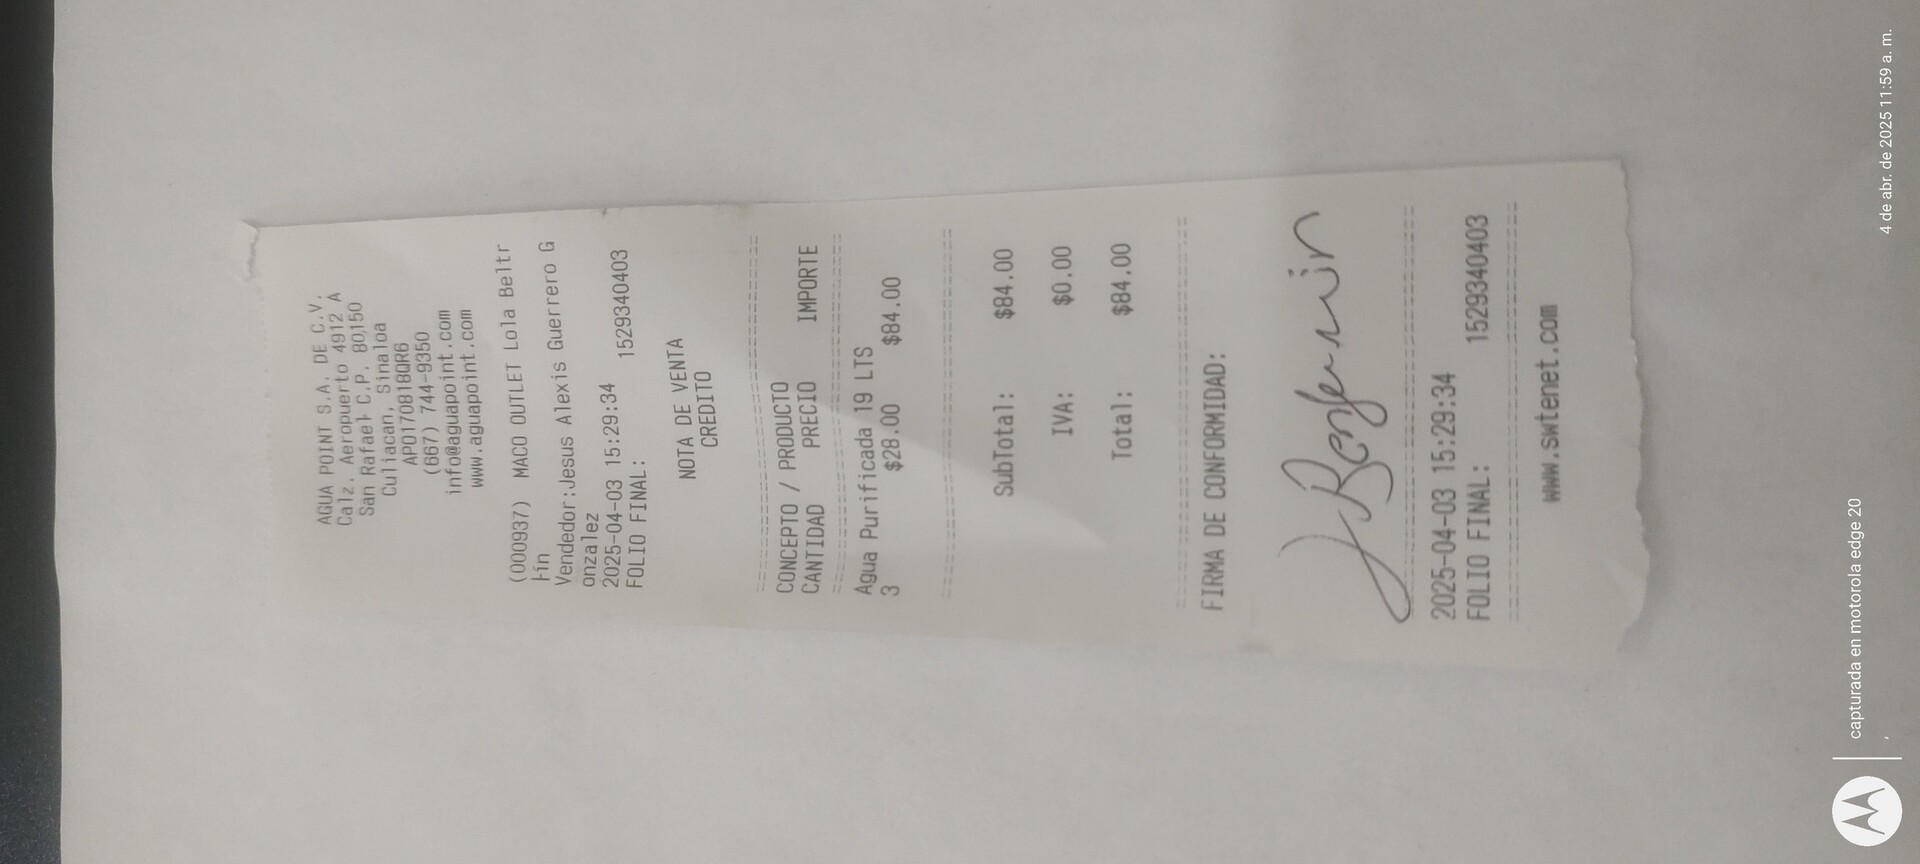 AGUA POINT S.A. DE C.V.
Calz. Aeropuerto 4912 A
San Rafael C.P. 80150
Culiacan, Sinaloa
APO170818QR6
(667) 744-9350
info@aguapoint.com
www.aguapoint.com
(000937) MACO OUTLET Lola Beltr
Vendedor:Jesus Alexis Guerrero G
onzalez
2025-04-03 15:29:34
FOLIO FINAL: 1529340403
NOTA DE VENTA
CREDITO
CONCEPTO / PRODUCTO
CANTIDAD PRECIO IMPORTE
Agua Purificada 19 LTS
3 $28.00 $84.00
SubTotal: $84.00
IVA: $0.00
Total: $84.00
FIRMA DE CONFORMIDAD:
2025-04-03 15:29:34
FOLIO FINAL: 1529340403
www.swtenet.com
capturada en motorola edge 20
4 de abr. de 2025 11:59 a. m.